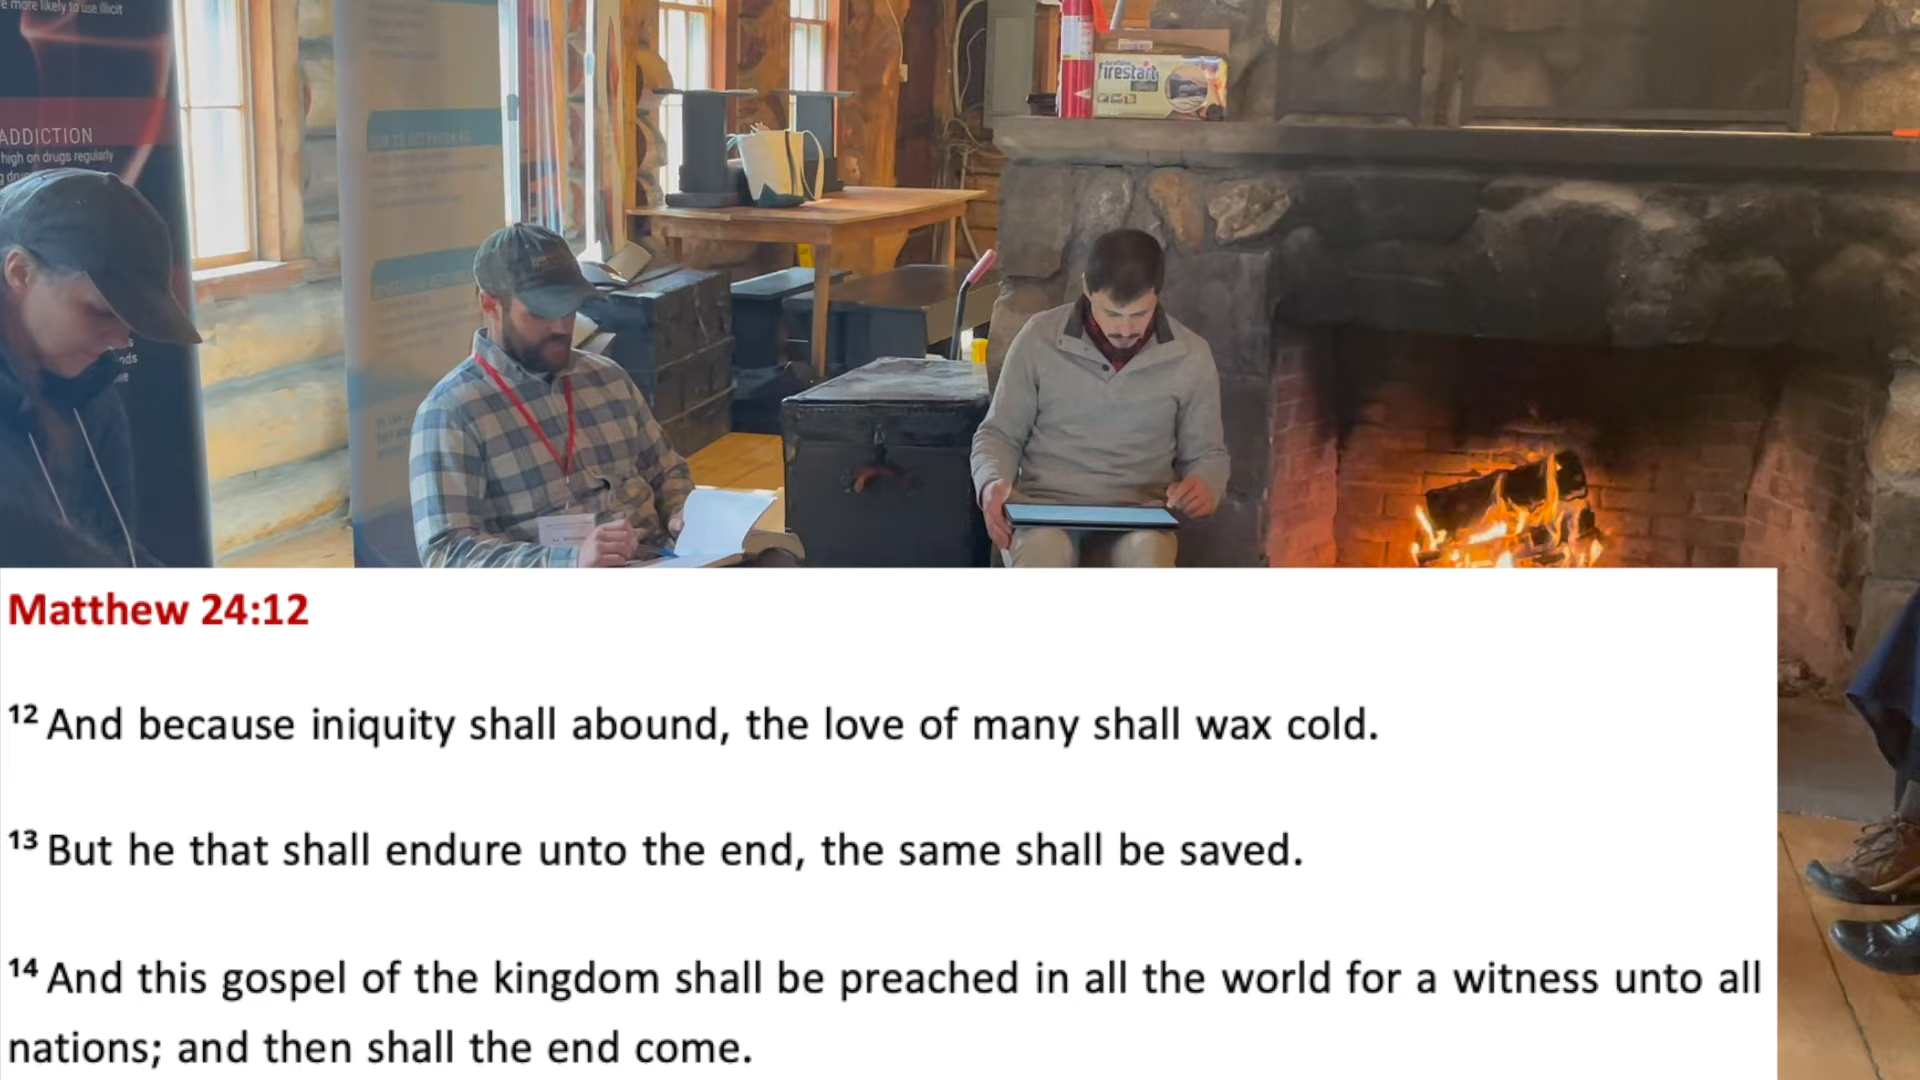 e more likely to use illicit
ADDICTION
high on drugs regularly
firestart
Matthew 24:12
12 And because iniquity shall abound, the love of many shall wax cold.
13 But he that shall endure unto the end, the same shall be saved.
14 And this gospel of the kingdom shall be preached in all the world for a witness unto all
nations; and then shall the end come.